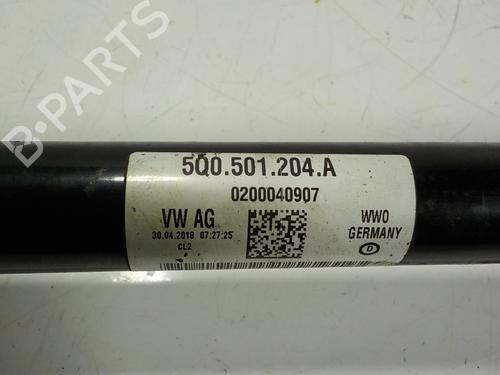 5Q0.501.204.A
0200040907
VW AG
30.04.2018 07:27:25
CL2
WWO
GERMANY
D
B-PARTS